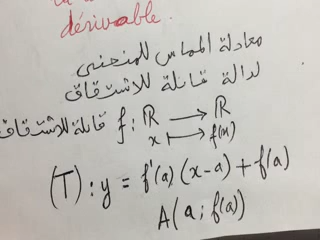 dérivable.
معادلة المماس للمنحنى
لدالة قابلة للاشتقاق
f : ℝ ⟶ ℝ قابلة للاشتقاق
x ⟼ f(x)
(T) : y = f'(a) (x-a) + f(a)
A(a ; f(a))